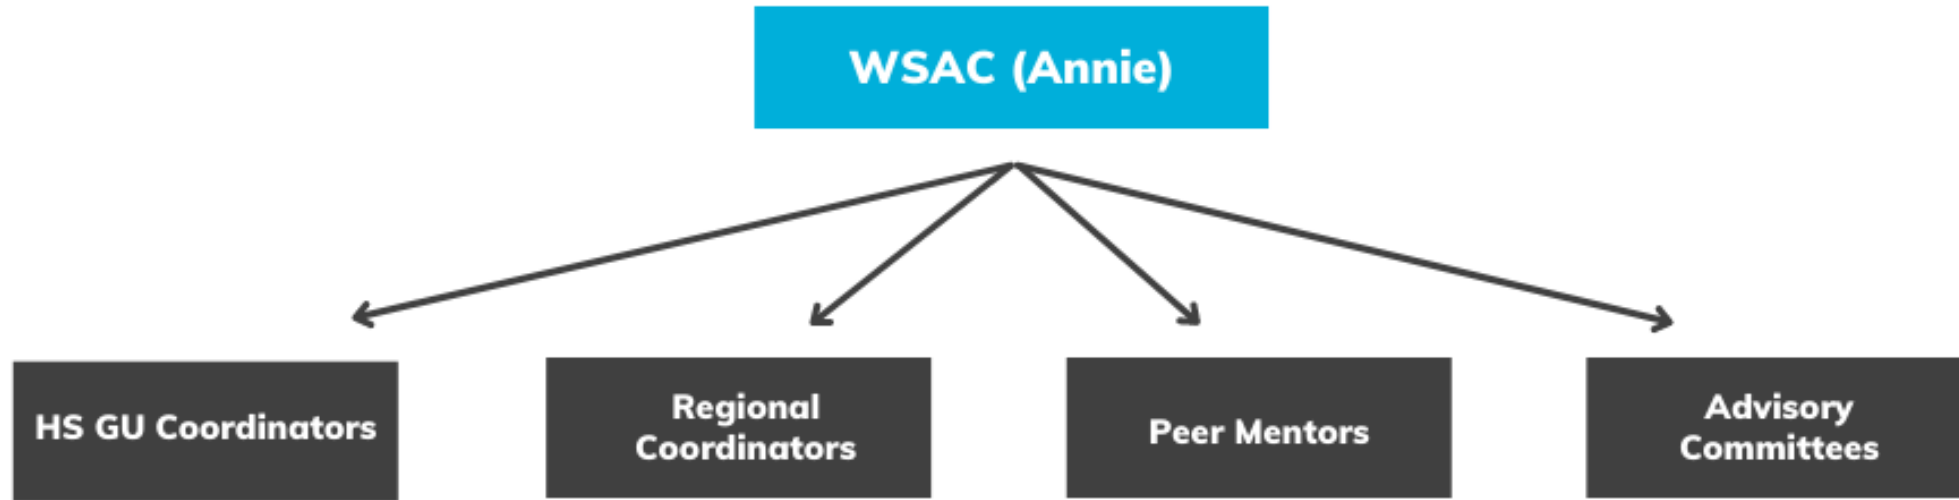 WSAC (Annie)
HS GU Coordinators
Regional
Coordinators
Peer Mentors
Advisory
Committees